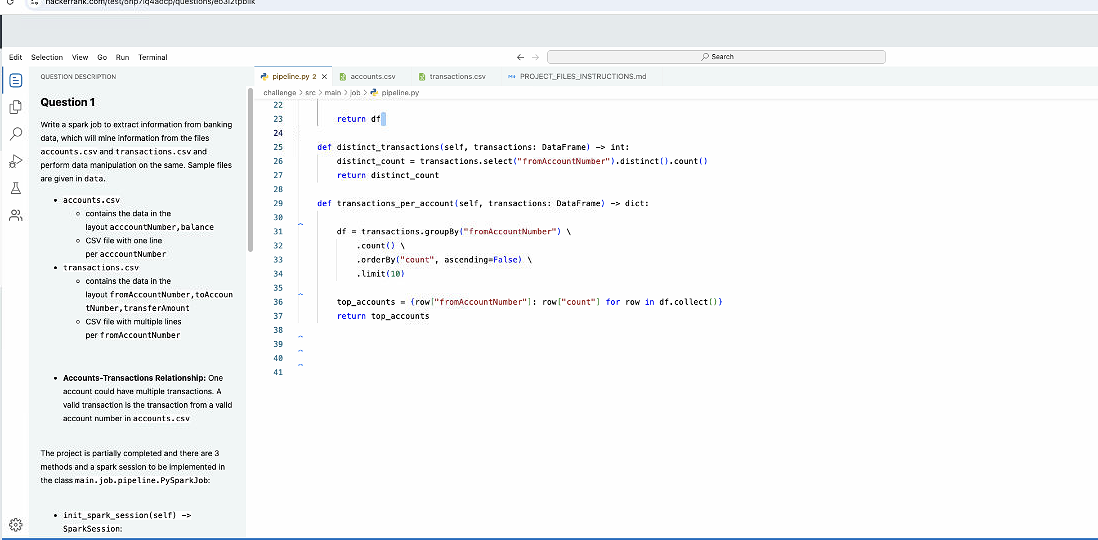 Edit Selection View Go Run Terminal
Search
QUESTION DESCRIPTION
pipeline.py 2 × accounts.csv transactions.csv PROJECT_FILES_INSTRUCTIONS.md
challenge > src > main > job > pipeline.py
Question 1
Write a spark job to extract information from banking
data, which will mine information from the files
accounts.csv and transactions.csv and
perform data manipulation on the same. Sample files
are given in data.
accounts.csv
contains the data in the
layout acccountNumber,balance
CSV file with one line
per acccountNumber
transactions.csv
contains the data in the
layout fromAccountNumber,toAccou
ntNumber,transferAmount
CSV file with multiple lines
per fromAccountNumber
Accounts-Transactions Relationship: One
account could have multiple transactions. A
valid transaction is the transaction from a valid
account number in accounts.csv
The project is partially completed and there are 3
methods and a spark session to be implemented in
the class main.job.pipeline.PySparkJob:
init_spark_session(self) ->
SparkSession:
22
23 return df
24
25 def distinct_transactions(self, transactions: DataFrame) -> int:
26 distinct_count = transactions.select("fromAccountNumber").distinct().count()
27 return distinct_count
28
29 def transactions_per_account(self, transactions: DataFrame) -> dict:
30
31 df = transactions.groupBy("fromAccountNumber") \
32 .count() \
33 .orderBy("count", ascending=False) \
34 .limit(10)
35
36 top_accounts = {row["fromAccountNumber"]: row["count"] for row in df.collect()}
37 return top_accounts
38
39
40
41